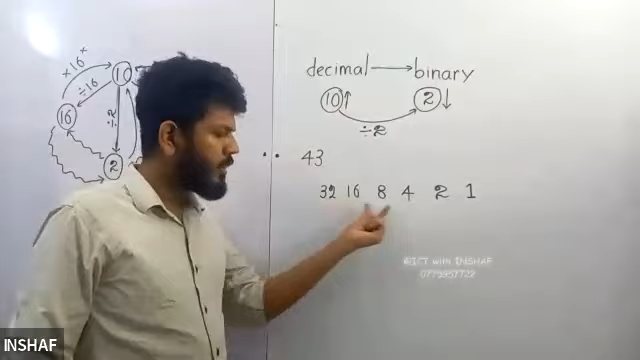 ×16
÷16
10
16
÷2
2
decimal → binary
10↑ 2↓
÷2
43
32 16 8 4 2 1
ICT with INSHAF
INSHAF